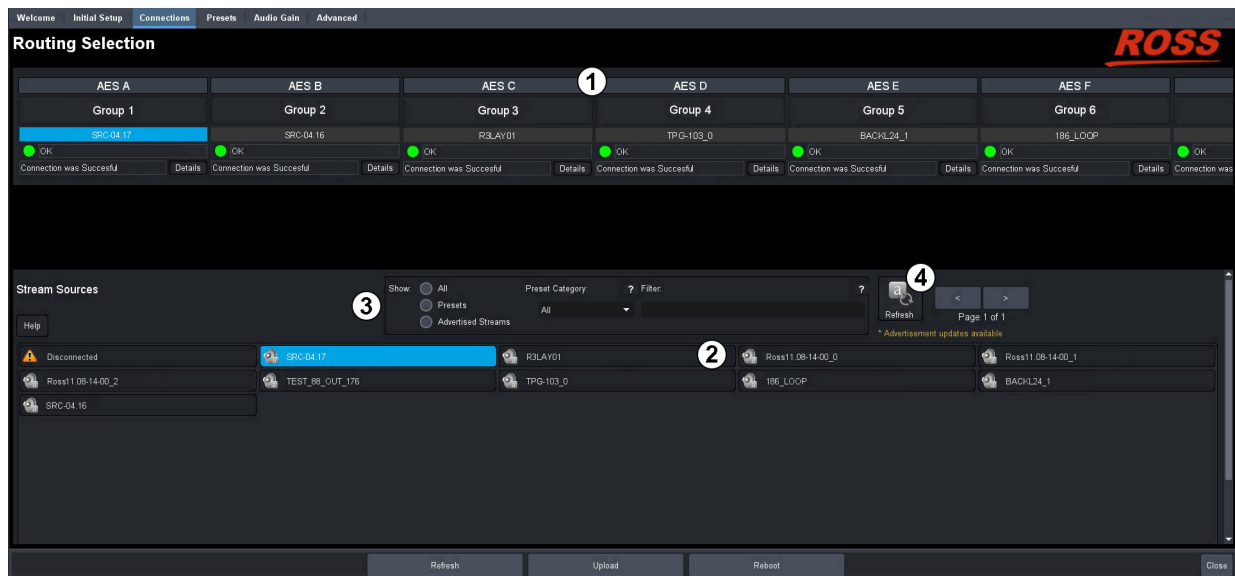 Welcome Initial Setup Connections Presets Audio Gain Advanced
Routing Selection
ROSS
AES A AES B AES C 1 AES D AES E AES F
Group 1 Group 2 Group 3 Group 4 Group 5 Group 6
SRC-04.17 SRC-04.16 R3LAY01 TPG-103_0 BACKL24_1 186_LOOP
OK OK OK OK OK OK OK
Connection was Succesful Details Connection was Succesful Details Connection was Succesful Details Connection was Succesful Details Connection was Succesful Details Connection was Succesful Details Connection was
Stream Sources
Show: All Preset Category: ? Filter: ? a 4
3 Presets All < >
Refresh Page 1 of 1
Help Advertised Streams
* Advertisement updates available
Disconnected SRC-04.17 R3LAY01 2 Ross11.08-14-00_0 Ross11.08-14-00_1
Ross11.08-14-00_2 TEST_88_OUT_176 TPG-103_0 186_LOOP BACKL24_1
SRC-04.16
Refresh Upload Reboot Close